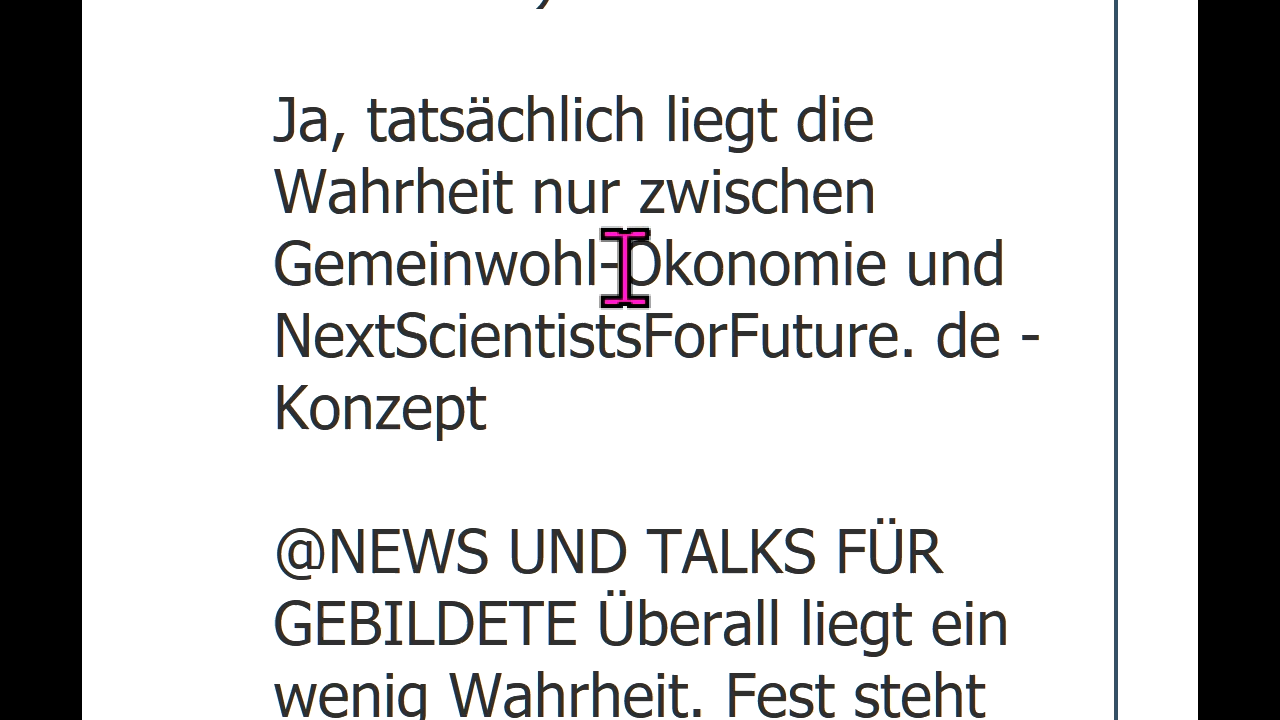 Ja, tatsächlich liegt die
Wahrheit nur zwischen
Gemeinwohl-Ökonomie und
NextScientistsForFuture. de -
Konzept
@NEWS UND TALKS FÜR
GEBILDETE Überall liegt ein
wenig Wahrheit. Fest steht